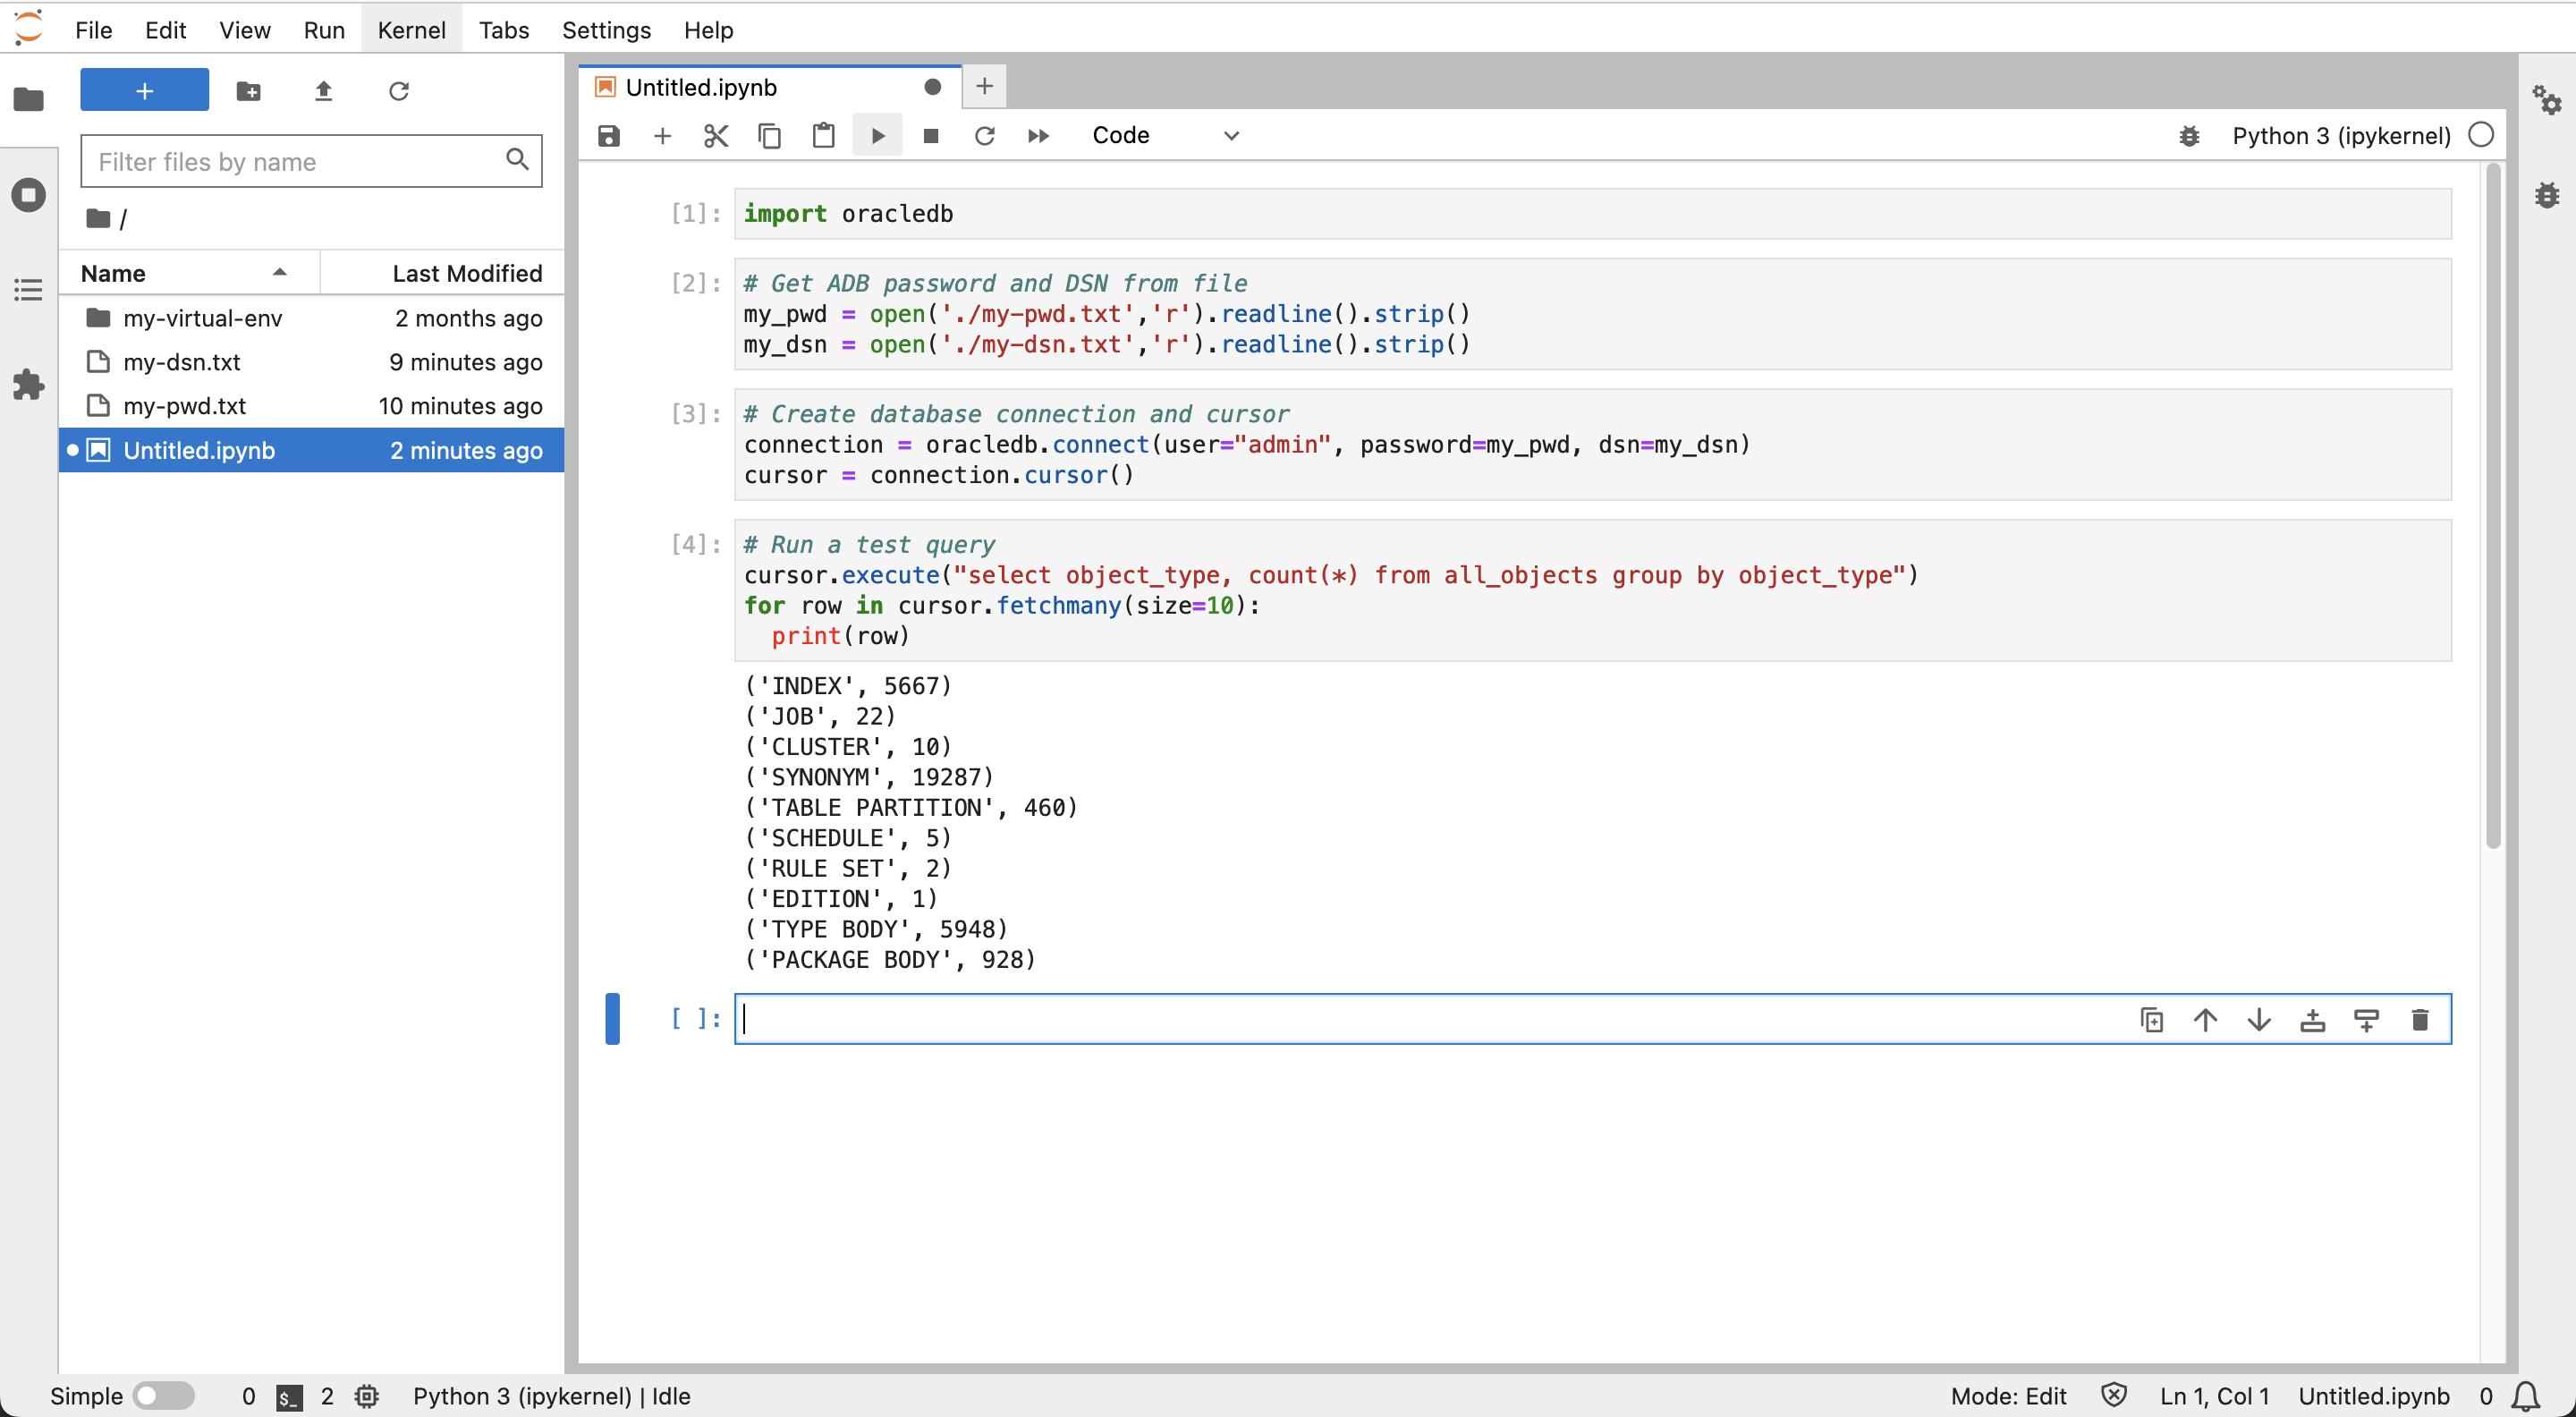 File Edit View Run Kernel Tabs Settings Help
+
Filter files by name
/
Name Last Modified
my-virtual-env 2 months ago
my-dsn.txt 9 minutes ago
my-pwd.txt 10 minutes ago
Untitled.ipynb 2 minutes ago
Untitled.ipynb
+
Code
Python 3 (ipykernel)
[1]: import oracledb
[2]: # Get ADB password and DSN from file
my_pwd = open('./my-pwd.txt','r').readline().strip()
my_dsn = open('./my-dsn.txt','r').readline().strip()
[3]: # Create database connection and cursor
connection = oracledb.connect(user="admin", password=my_pwd, dsn=my_dsn)
cursor = connection.cursor()
[4]: # Run a test query
cursor.execute("select object_type, count(*) from all_objects group by object_type")
for row in cursor.fetchmany(size=10):
  print(row)
('INDEX', 5667)
('JOB', 22)
('CLUSTER', 10)
('SYNONYM', 19287)
('TABLE PARTITION', 460)
('SCHEDULE', 5)
('RULE SET', 2)
('EDITION', 1)
('TYPE BODY', 5948)
('PACKAGE BODY', 928)
[ ]:
Simple 0 $_ 2 Python 3 (ipykernel) | Idle Mode: Edit Ln 1, Col 1 Untitled.ipynb 0